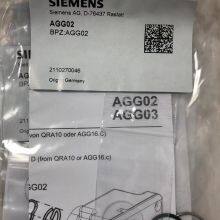 SIEMENS
Siemens AG, D-76437 Rastatt
AGG02
BPZ:AGG02
2110270046
Origin Germany
AGG02
AGG03
von QRA10 oder AGG16.C)
D (from QRA10 or AGG16.C)
GG02